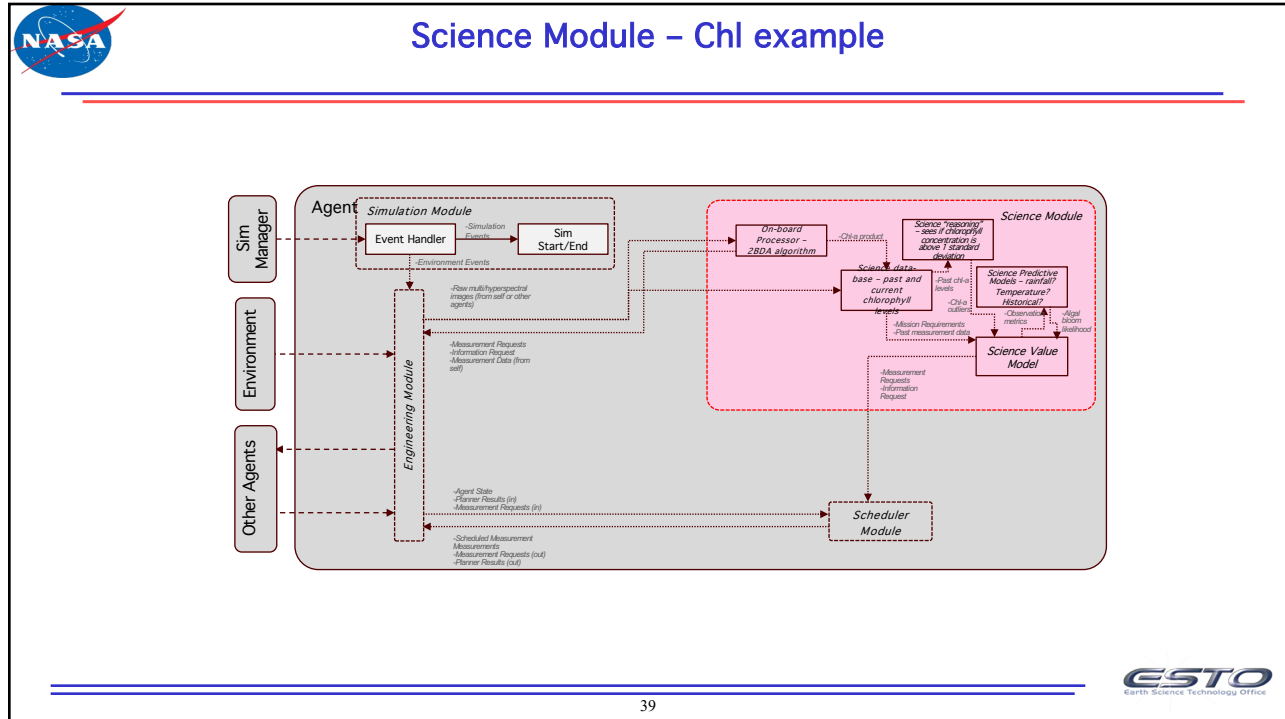 NASA
Science Module – Chl example
Sim
Manager
Environment
Other Agents
Agent
Simulation Module
Event Handler
-Simulation
Events
Sim
Start/End
-Environment Events
Engineering Module
-Raw multi/hyperspectral
images (from self or other
agents)
-Measurement Requests
-Information Request
-Measurement Data (from
self)
-Agent State
-Planner Results (in)
-Measurement Requests (in)
-Scheduled Measurement
Measurements
-Measurement Requests (out)
-Planner Results (out)
Science Module
On-board
Processor –
2BDA algorithm
-Chl-a product
Science data-
base – past and
current
chlorophyll
levels
Science "reasoning"
– sees if chlorophyll
concentration is
above 1 standard
deviation
-Past chl-a
levels
-Chl-a
outliers
Science Predictive
Models – rainfall?
Temperature?
Historical?
-Observation
metrics
-Algal
bloom
likelihood
-Mission Requirements
-Past measurement data
Science Value
Model
-Measurement
Requests
-Information
Request
Scheduler
Module
39
ESTO
Earth Science Technology Office